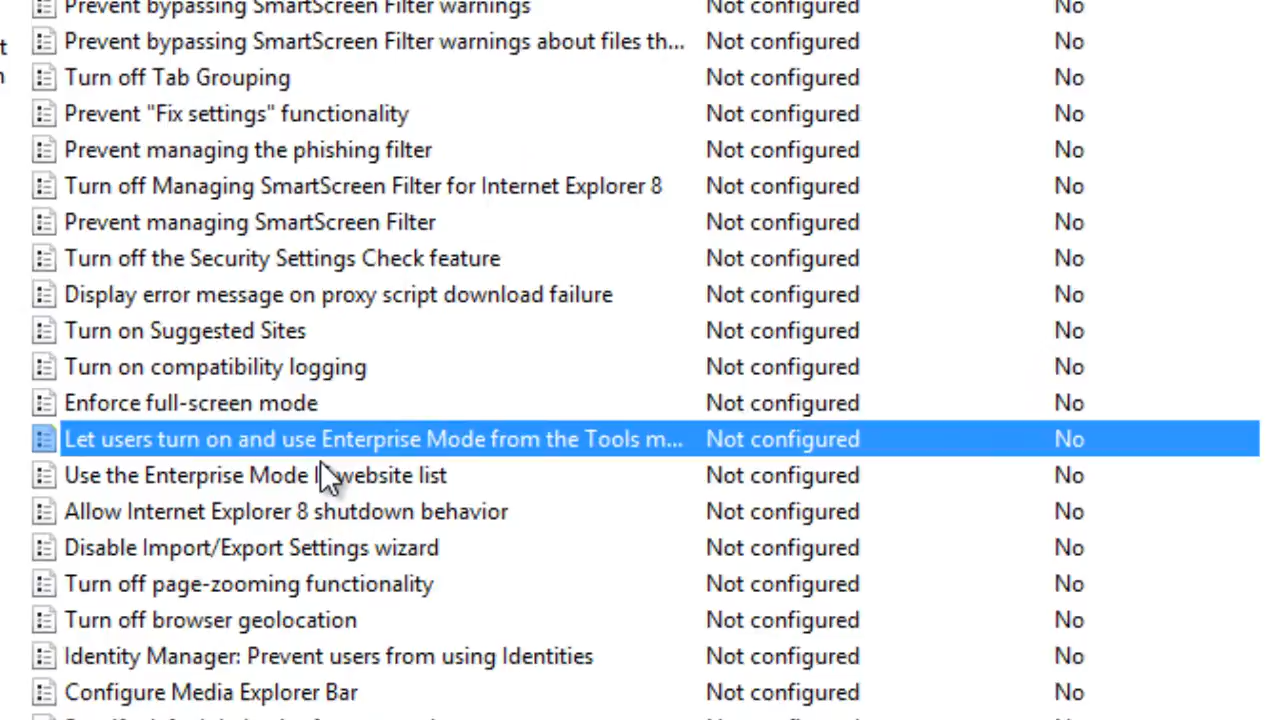 Prevent bypassing SmartScreen Filter warnings Not configured No
t Prevent bypassing SmartScreen Filter warnings about files th... Not configured No
n Turn off Tab Grouping Not configured No
Prevent "Fix settings" functionality Not configured No
Prevent managing the phishing filter Not configured No
Turn off Managing SmartScreen Filter for Internet Explorer 8 Not configured No
Prevent managing SmartScreen Filter Not configured No
Turn off the Security Settings Check feature Not configured No
Display error message on proxy script download failure Not configured No
Turn on Suggested Sites Not configured No
Turn on compatibility logging Not configured No
Enforce full-screen mode Not configured No
Let users turn on and use Enterprise Mode from the Tools m... Not configured No
Use the Enterprise Mode website list Not configured No
Allow Internet Explorer 8 shutdown behavior Not configured No
Disable Import/Export Settings wizard Not configured No
Turn off page-zooming functionality Not configured No
Turn off browser geolocation Not configured No
Identity Manager: Prevent users from using Identities Not configured No
Configure Media Explorer Bar Not configured No